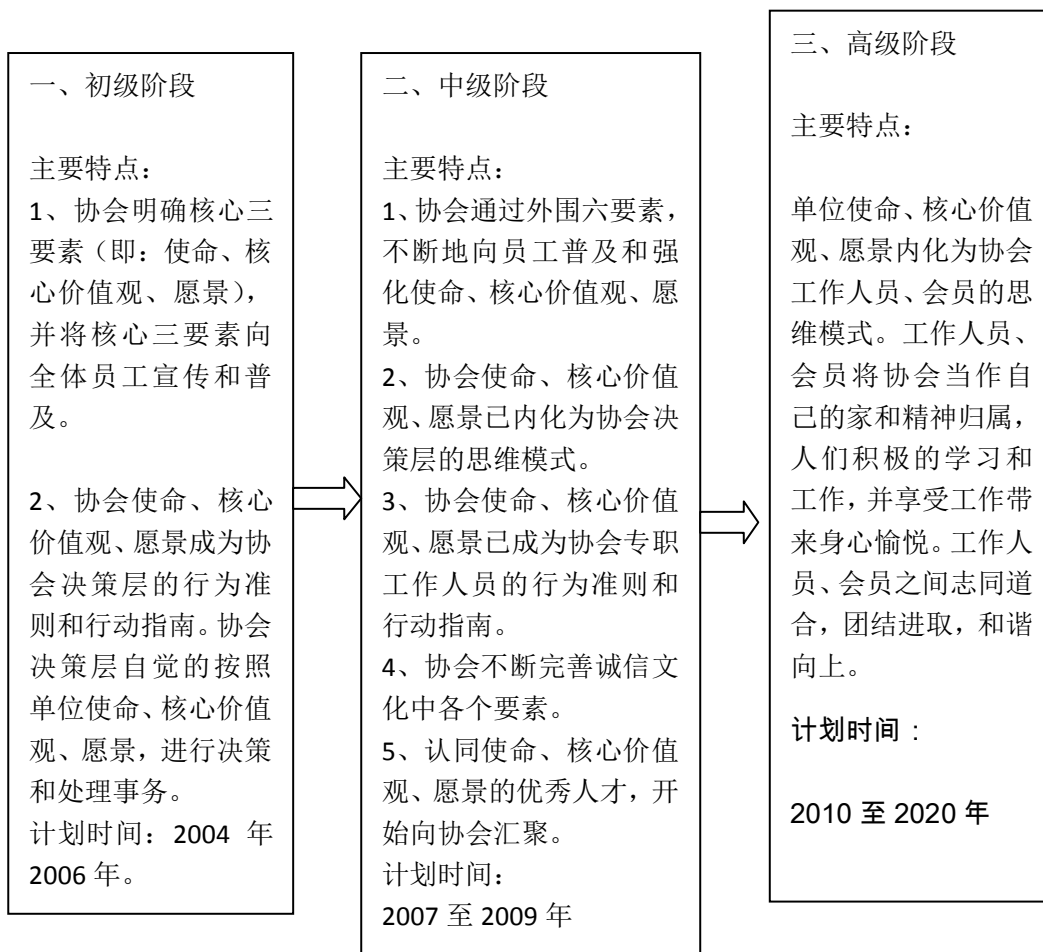 一、初级阶段
主要特点：
1、协会明确核心三
要素（即：使命、核
心价值观、愿景），
并将核心三要素向
全体员工宣传和普
及。
2、协会使命、核心
价值观、愿景成为协
会决策层的行为准
则和行动指南。协会
决策层自觉的按照
单位使命、核心价值
观、愿景，进行决策
和处理事务。
计划时间：2004 年
2006 年。
二、中级阶段
主要特点：
1、协会通过外围六要素，
不断地向员工普及和强
化使命、核心价值观、愿
景。
2、协会使命、核心价值
观、愿景已内化为协会决
策层的思维模式。
3、协会使命、核心价值
观、愿景已成为协会专职
工作人员的行为准则和
行动指南。
4、协会不断完善诚信文
化中各个要素。
5、认同使命、核心价值
观、愿景的优秀人才，开
始向协会汇聚。
计划时间：
2007 至 2009 年
三、高级阶段
主要特点：
单位使命、核心价值
观、愿景内化为协会
工作人员、会员的思
维模式。工作人员、
会员将协会当作自
己的家和精神归属，
人们积极的学习和
工作，并享受工作带
来身心愉悦。工作人
员、会员之间志同道
合，团结进取，和谐
向上。
计划时间：
2010 至 2020 年